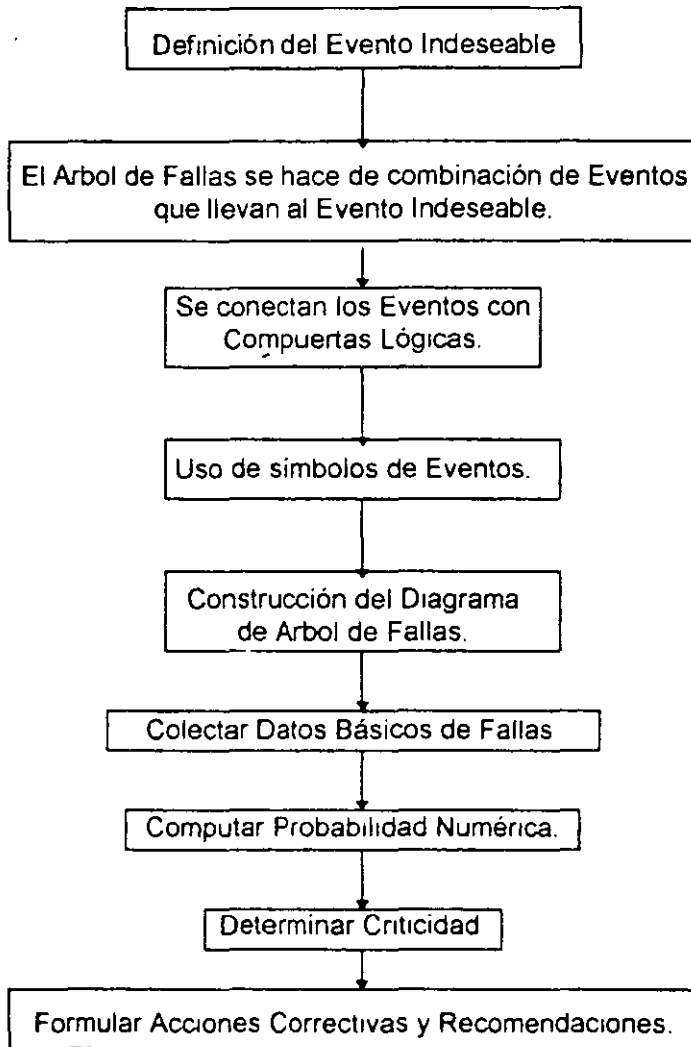 Definición del Evento Indeseable
El Arbol de Fallas se hace de combinación de Eventos
que llevan al Evento Indeseable.
Se conectan los Eventos con
Compuertas Lógicas.
Uso de símbolos de Eventos.
Construcción del Diagrama
de Arbol de Fallas.
Colectar Datos Básicos de Fallas
Computar Probabilidad Numérica.
Determinar Criticidad
Formular Acciones Correctivas y Recomendaciones.